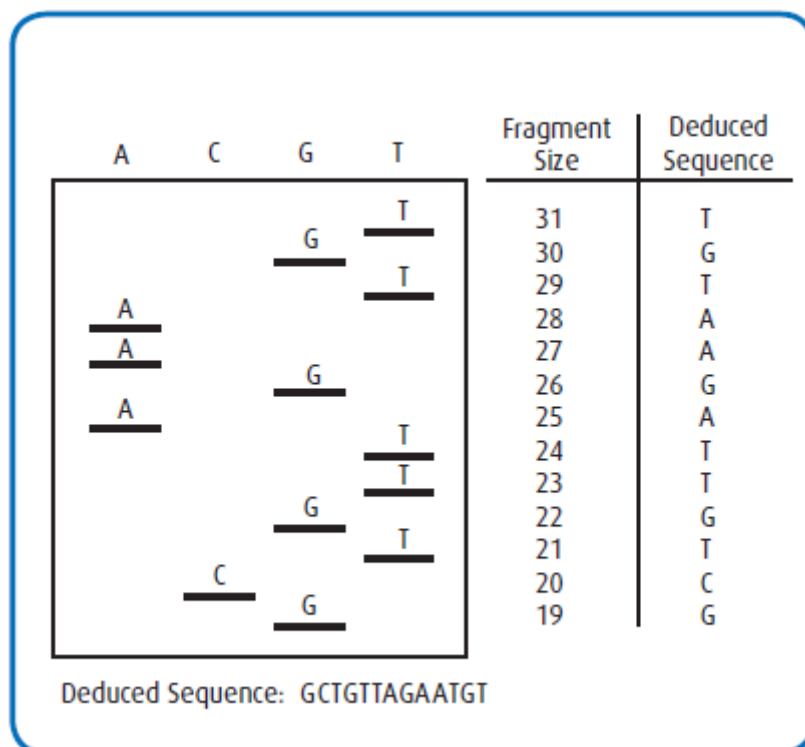 A C G T
T
G
T
A
A
G
A
T
T
G
T
C
G
Fragment Size Deduced Sequence
31 T
30 G
29 T
28 A
27 A
26 G
25 A
24 T
23 T
22 G
21 T
20 C
19 G
Deduced Sequence: GCTGTTAGAATGT